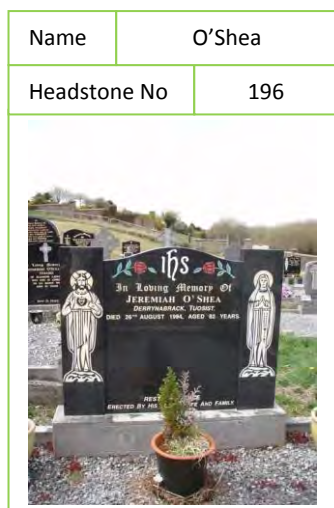 Name O'Shea
Headstone No 196
IHS
In Loving Memory Of
JEREMIAH O'SHEA
DERRYNABRACK, TUOSIST
DIED 26TH AUGUST 1994, AGED 85 YEARS
REST
ERECTED BY HIS AND FAMILY